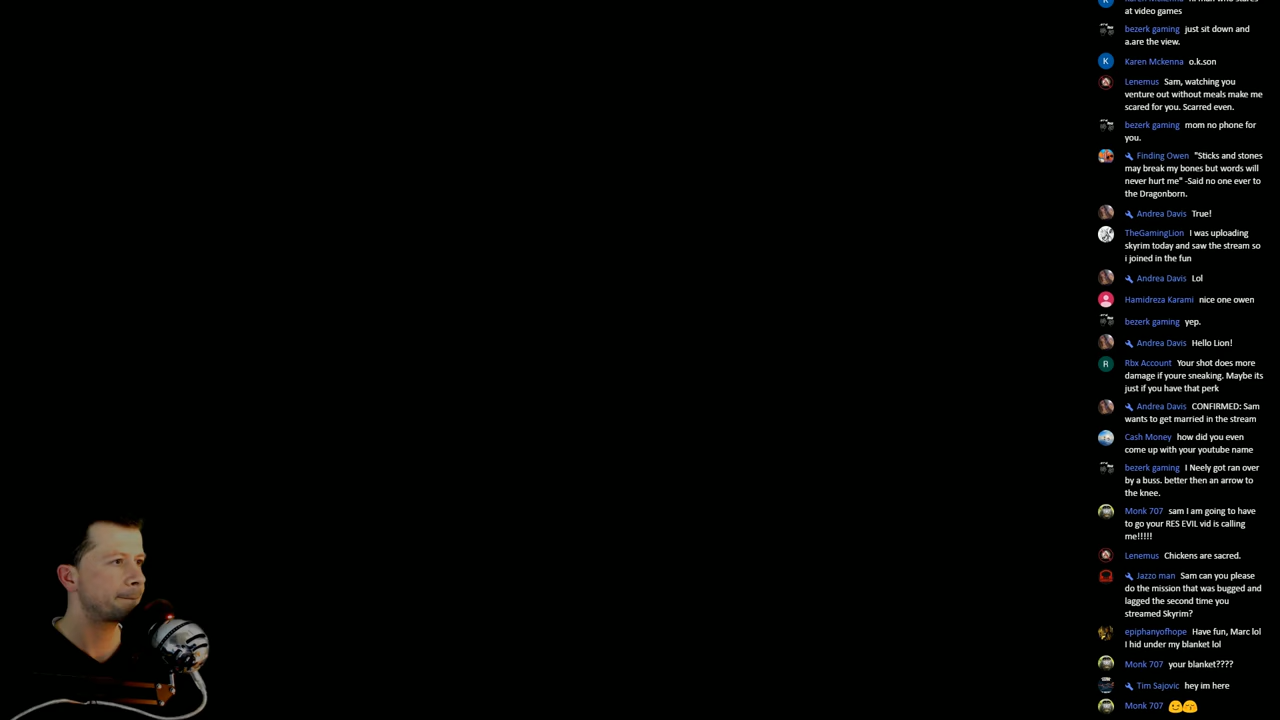 at video games
bezerk gaming just sit down and
a.are the view.
K Karen Mckenna o.k.son
Lenemus Sam, watching you
venture out without meals make me
scared for you. Scarred even.
bezerk gaming mom no phone for
you.
Finding Owen "Sticks and stones
may break my bones but words will
never hurt me" -Said no one ever to
the Dragonborn.
Andrea Davis True!
TheGamingLion I was uploading
skyrim today and saw the stream so
i joined in the fun
Andrea Davis Lol
Hamidreza Karami nice one owen
bezerk gaming yep.
Andrea Davis Hello Lion!
R Rbx Account Your shot does more
damage if youre sneaking. Maybe its
just if you have that perk
Andrea Davis CONFIRMED: Sam
wants to get married in the stream
Cash Money how did you even
come up with your youtube name
bezerk gaming I Neely got ran over
by a buss. better then an arrow to
the knee.
Monk 707 sam I am going to have
to go your RES EVIL vid is calling
me!!!!!
Lenemus Chickens are sacred.
Jazzo man Sam can you please
do the mission that was bugged and
lagged the second time you
streamed Skyrim?
epiphanyofhope Have fun, Marc lol
I hid under my blanket lol
Monk 707 your blanket????
Tim Sajovic hey im here
Monk 707